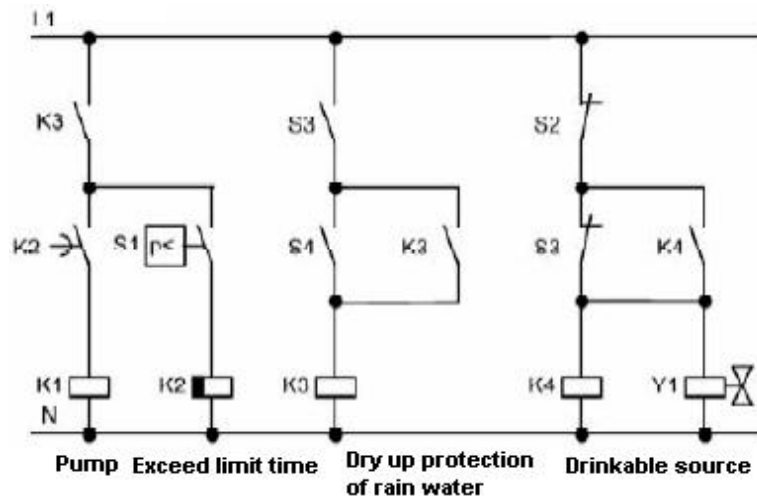 L1
K3
S3
S2
K2
S1
p<
S4
K3
S3
K4
K1
K2
K3
K4
Y1
N
Pump
Exceed limit time
Dry up protection
of rain water
Drinkable source